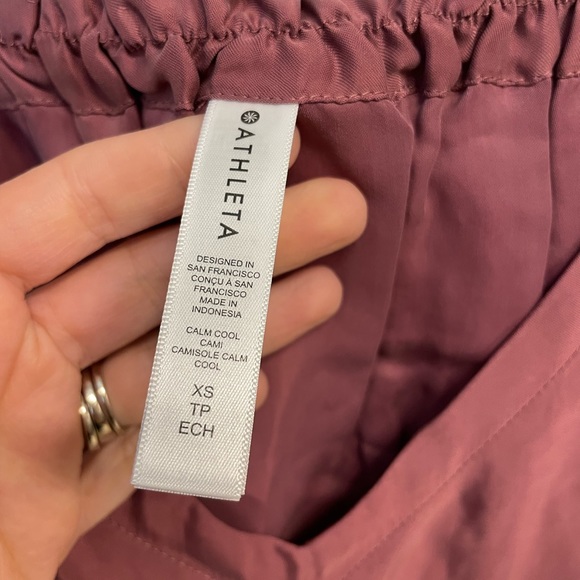 ATHLETA
DESIGNED IN
SAN FRANCISCO
CONÇU À SAN
FRANCISCO
MADE IN
INDONESIA
CALM COOL
CAMI
CAMISOLE CALM
COOL
XS
TP
ECH